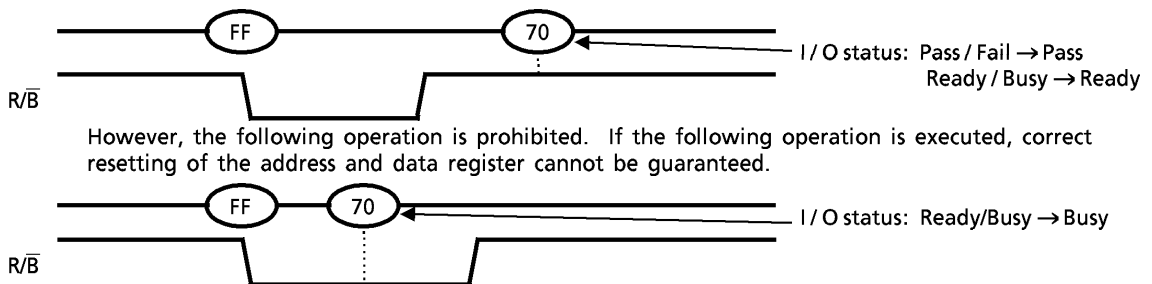 FF 70
I / O status: Pass / Fail → Pass
Ready / Busy → Ready
R/B̅
However, the following operation is prohibited. If the following operation is executed, correct
resetting of the address and data register cannot be guaranteed.
FF 70
I / O status: Ready/Busy → Busy
R/B̅